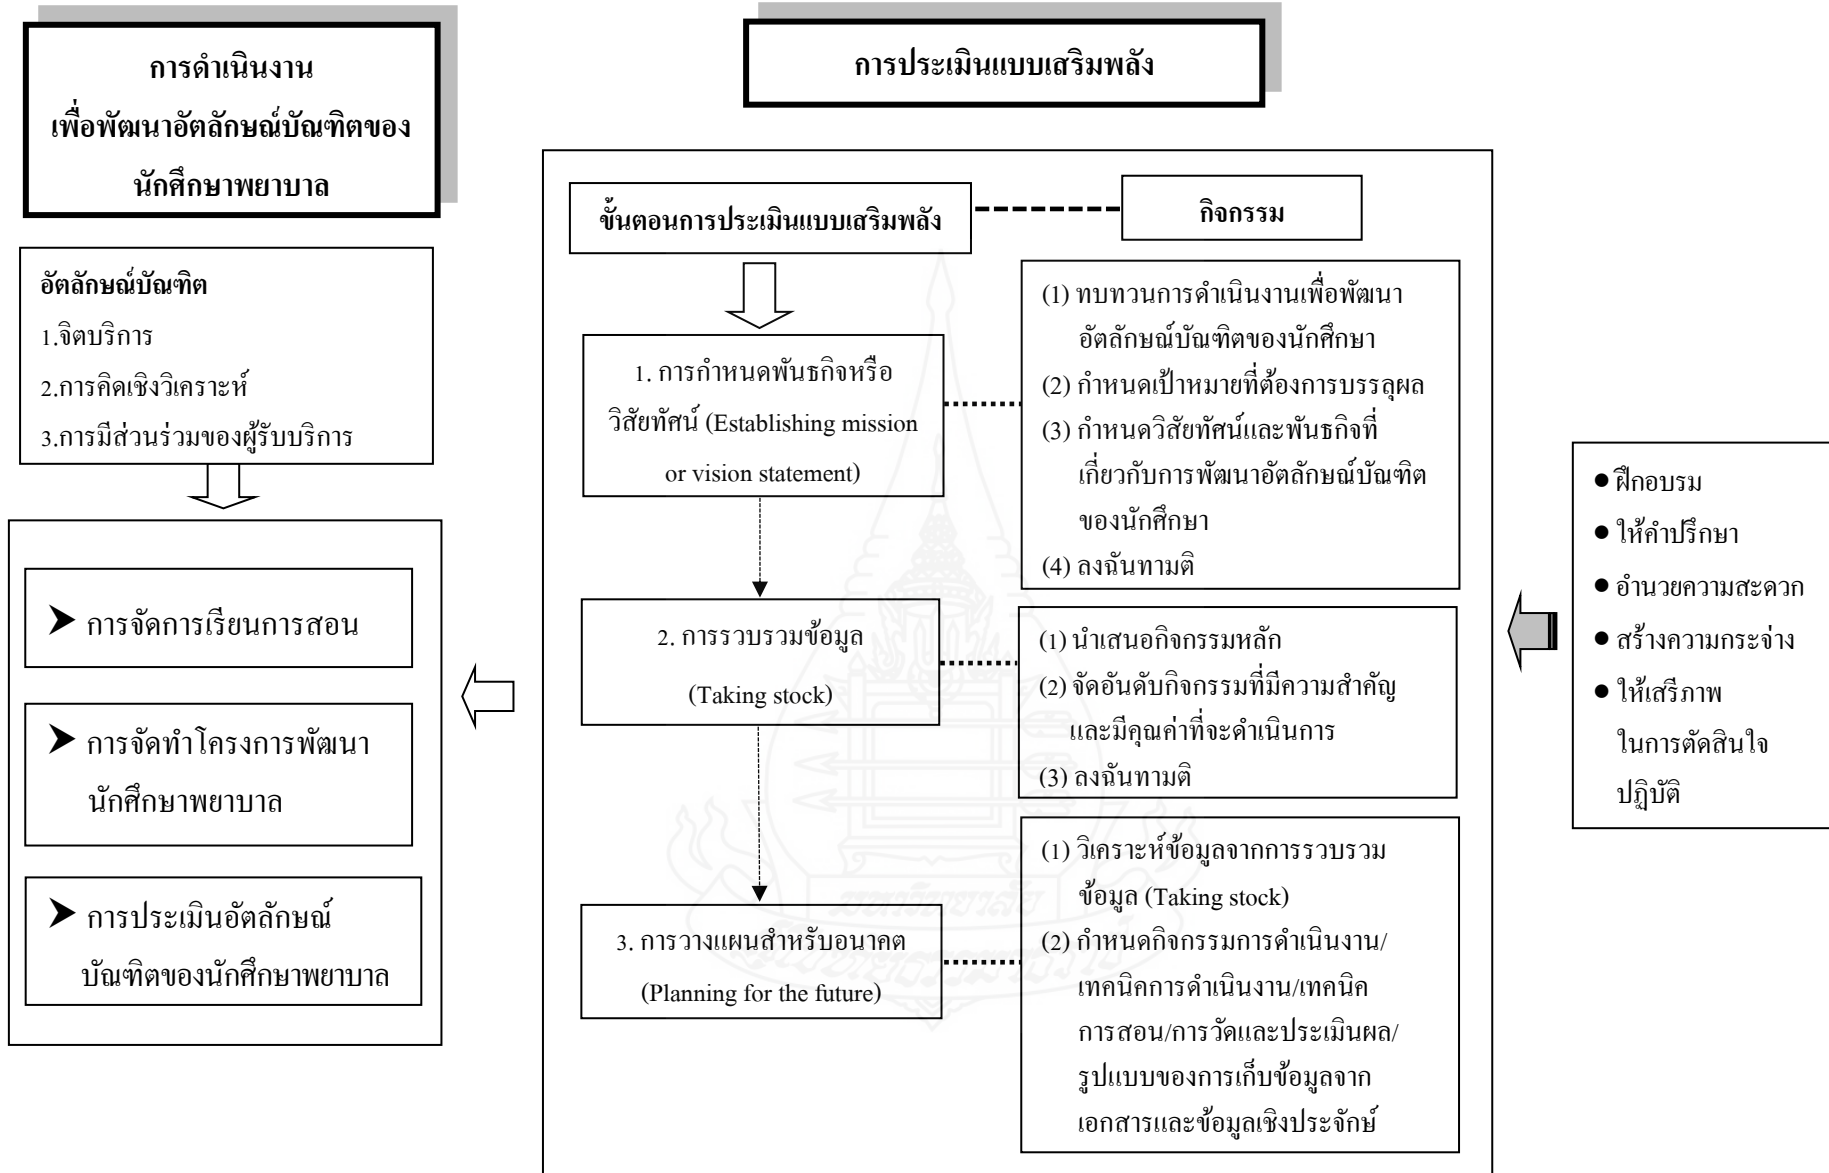 การดำเนินงาน
เพื่อพัฒนาอัตลักษณ์บัณฑิตของ
นักศึกษาพยาบาล
อัตลักษณ์บัณฑิต
1.จิตบริการ
2.การคิดเชิงวิเคราะห์
3.การมีส่วนร่วมของผู้รับบริการ
➤ การจัดการเรียนการสอน
➤ การจัดทำโครงการพัฒนา
นักศึกษาพยาบาล
➤ การประเมินอัตลักษณ์
บัณฑิตของนักศึกษาพยาบาล
การประเมินแบบเสริมพลัง
ขั้นตอนการประเมินแบบเสริมพลัง
กิจกรรม
1. การกำหนดพันธกิจหรือ
วิสัยทัศน์ (Establishing mission
or vision statement)
(1) ทบทวนการดำเนินงานเพื่อพัฒนา
อัตลักษณ์บัณฑิตของนักศึกษา
(2) กำหนดเป้าหมายที่ต้องการบรรลุผล
(3) กำหนดวิสัยทัศน์และพันธกิจที่
เกี่ยวกับการพัฒนาอัตลักษณ์บัณฑิต
ของนักศึกษา
(4) ลงฉันทามติ
2. การรวบรวมข้อมูล
(Taking stock)
(1) นำเสนอกิจกรรมหลัก
(2) จัดอันดับกิจกรรมที่มีความสำคัญ
และมีคุณค่าที่จะดำเนินการ
(3) ลงฉันทามติ
3. การวางแผนสำหรับอนาคต
(Planning for the future)
(1) วิเคราะห์ข้อมูลจากการรวบรวม
ข้อมูล (Taking stock)
(2) กำหนดกิจกรรมการดำเนินงาน/
เทคนิคการดำเนินงาน/เทคนิค
การสอน/การวัดและประเมินผล/
รูปแบบของการเก็บข้อมูลจาก
เอกสารและข้อมูลเชิงประจักษ์
● ฝึกอบรม
● ให้คำปรึกษา
● อำนวยความสะดวก
● สร้างความกระจ่าง
● ให้เสรีภาพ
ในการตัดสินใจ
ปฏิบัติ